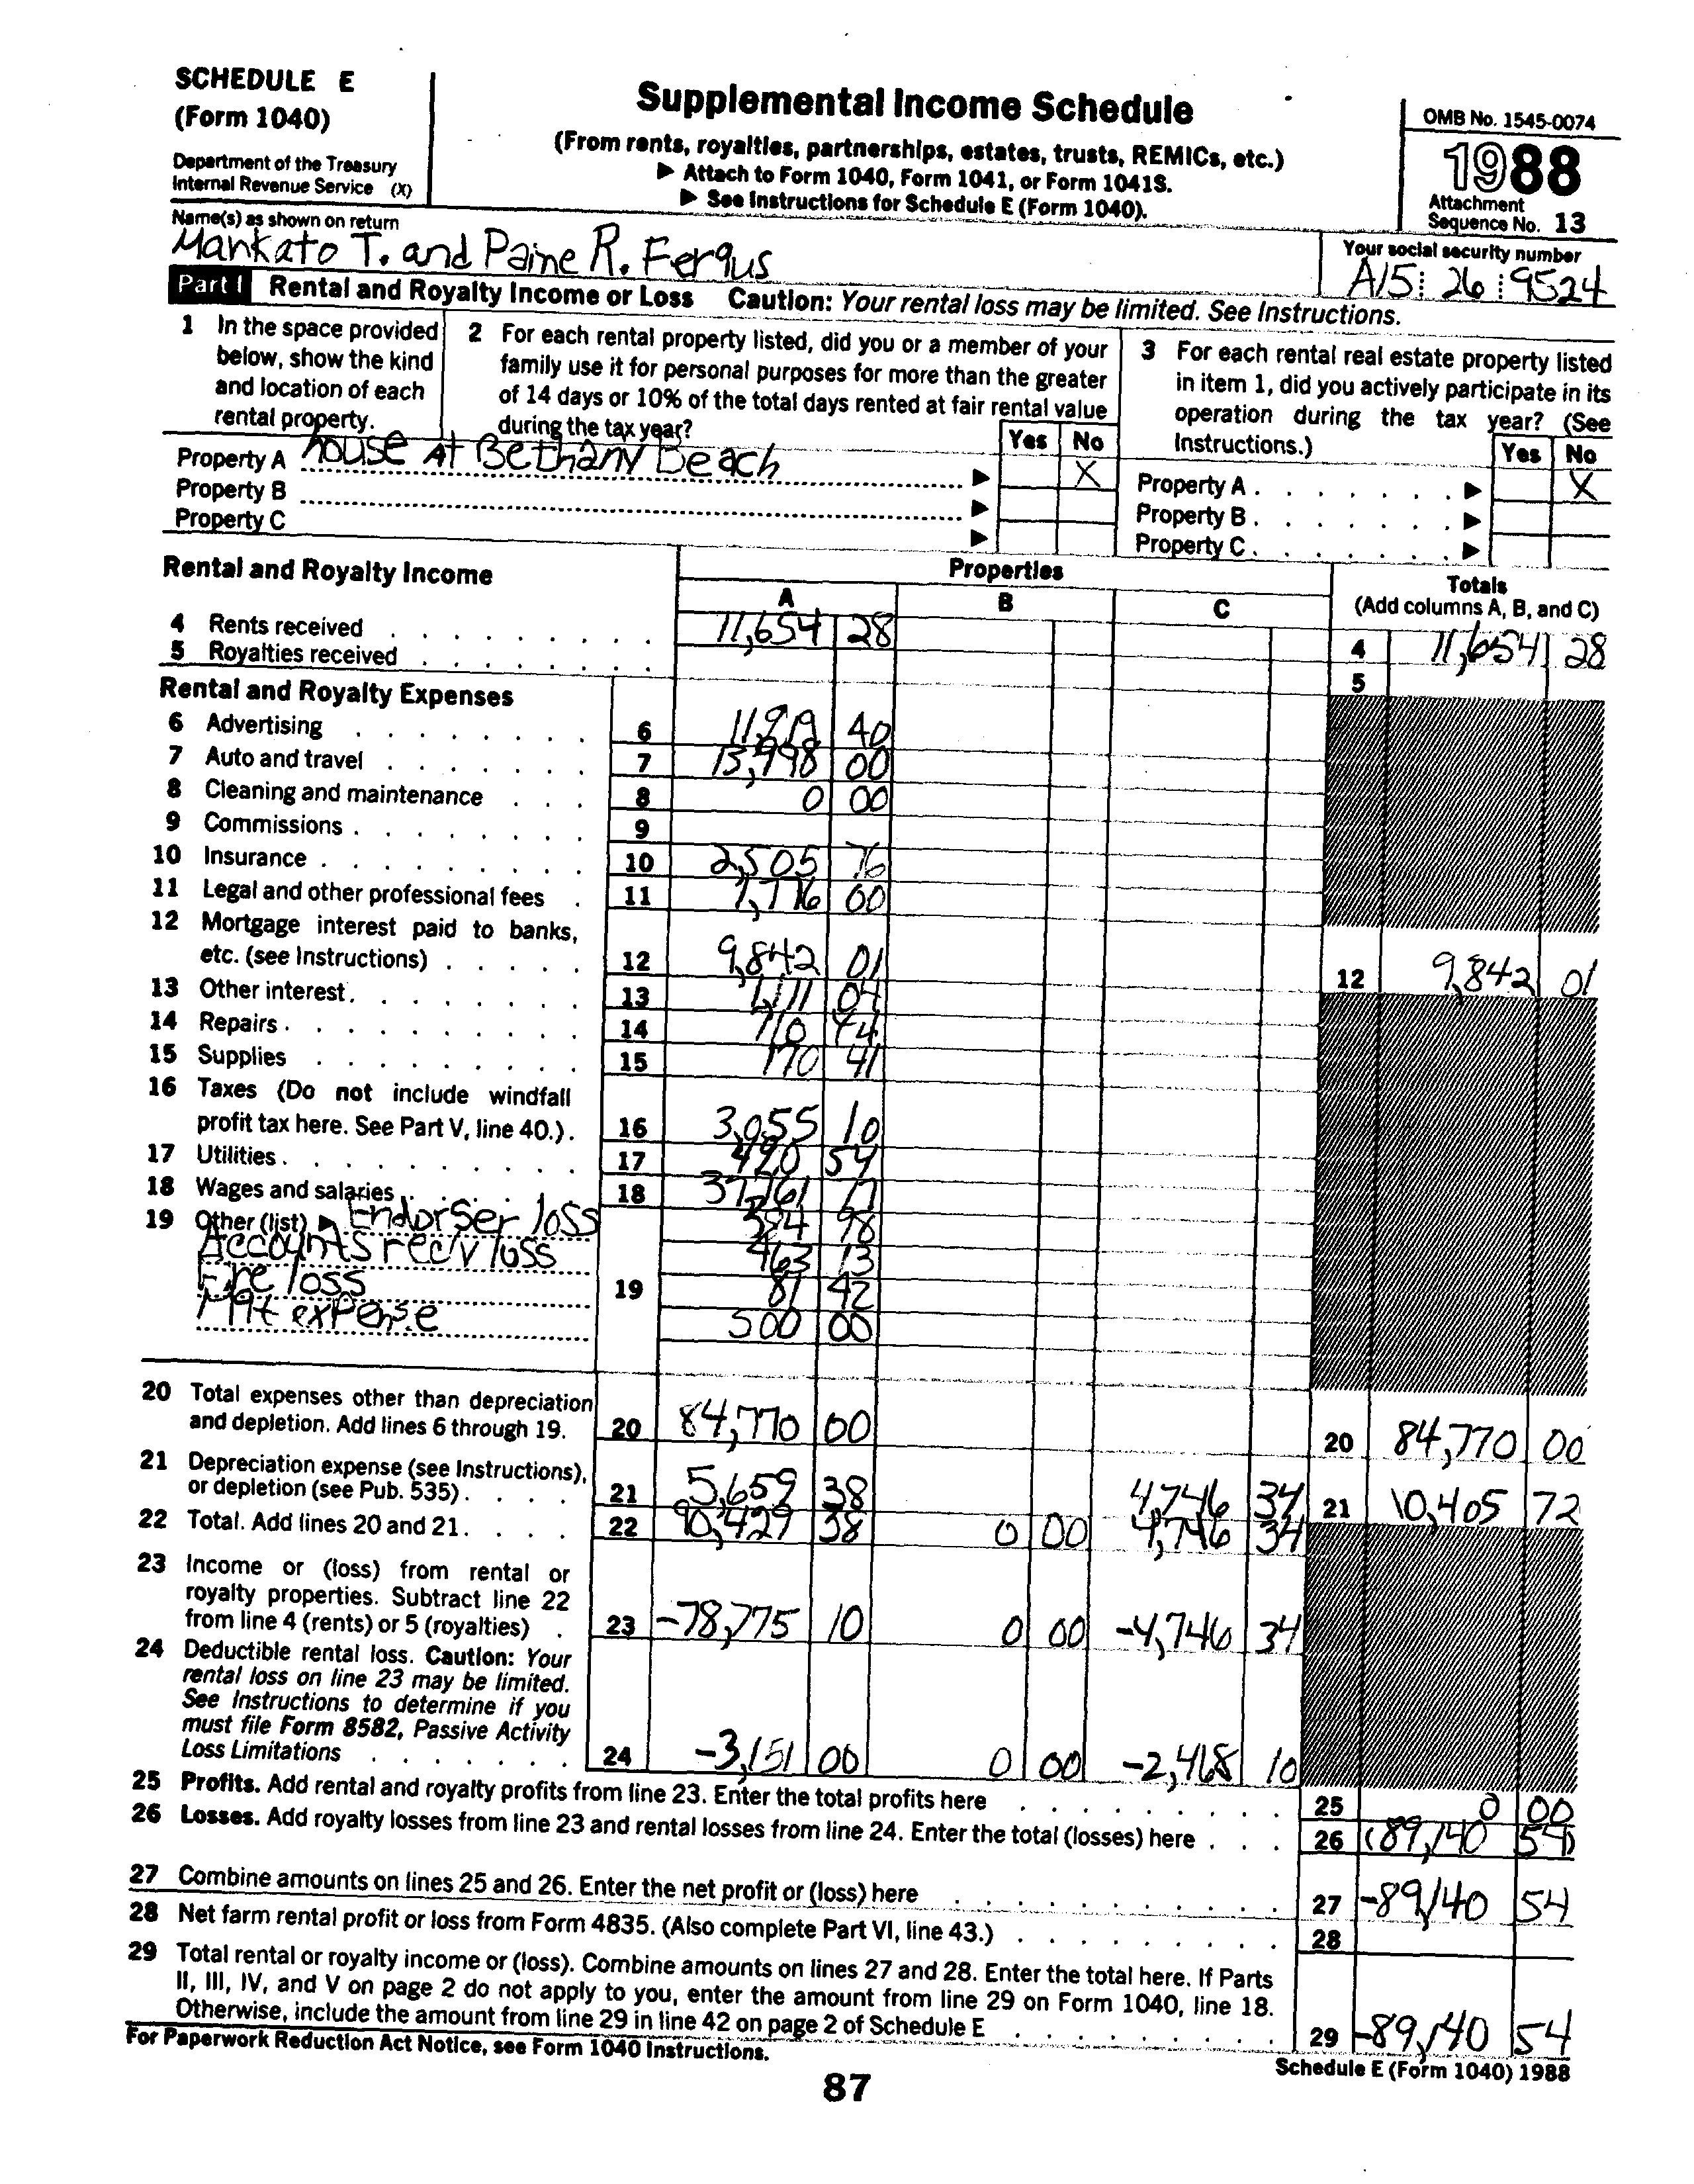 SCHEDULE E
(Form 1040)
Department of the Treasury
Internal Revenue Service (X)
Supplemental Income Schedule
(From rents, royalties, partnerships, estates, trusts, REMICs, etc.)
▶ Attach to Form 1040, Form 1041, or Form 1041S.
▶ See Instructions for Schedule E (Form 1040).
OMB No. 1545-0074
1988
Attachment
Sequence No. 13
Name(s) as shown on return
Mankato T. and Paine R. Fergus
Your social security number
A15 26 9524
Part I Rental and Royalty Income or Loss Caution: Your rental loss may be limited. See Instructions.
1 In the space provided
below, show the kind
and location of each
rental property.
2 For each rental property listed, did you or a member of your
family use it for personal purposes for more than the greater
of 14 days or 10% of the total days rented at fair rental value
during the tax year?
3 For each rental real estate property listed
in item 1, did you actively participate in its
operation during the tax year? (See
Instructions.)
Yes No
Yes No
Property A house At Bethany Beach ▶ X
Property B ▶
Property C ▶
Property A ▶ X
Property B ▶
Property C ▶
Rental and Royalty Income
Properties
A B C
Totals
(Add columns A, B, and C)
4 Rents received 11,654 28 4 11,654 28
5 Royalties received 5
Rental and Royalty Expenses
6 Advertising 6 40
7 Auto and travel 7 00
8 Cleaning and maintenance 8 0 00
9 Commissions 9
10 Insurance 10 2,505 76
11 Legal and other professional fees 11 00
12 Mortgage interest paid to banks,
etc. (see Instructions) 12 9,842 01 12 9,842 01
13 Other interest 13 04
14 Repairs 14 710
15 Supplies 15 170 41
16 Taxes (Do not include windfall
profit tax here. See Part V, line 40.) 16 3,055 10
17 Utilities 17 54
18 Wages and salaries 18
19 Other (list) ▶ Endorser loss 98
Accounts recv loss 463 13
Fire loss 19 81 42
Mgt expense 500 00
20 Total expenses other than depreciation
and depletion. Add lines 6 through 19. 20 84,770 00 20 84,770 00
21 Depreciation expense (see Instructions),
or depletion (see Pub. 535) 21 5,659 38 4,746 34 21 10,405 72
22 Total. Add lines 20 and 21. 22 90,429 38 0 00 4,746 34
23 Income or (loss) from rental or
royalty properties. Subtract line 22
from line 4 (rents) or 5 (royalties) 23 -78,775 10 0 00 -4,746 34
24 Deductible rental loss. Caution: Your
rental loss on line 23 may be limited.
See Instructions to determine if you
must file Form 8582, Passive Activity
Loss Limitations 24 -3,151 00 0 00 -2,468 10
25 Profits. Add rental and royalty profits from line 23. Enter the total profits here 25 0 00
26 Losses. Add royalty losses from line 23 and rental losses from line 24. Enter the total (losses) here 26 (89,140 54)
27 Combine amounts on lines 25 and 26. Enter the net profit or (loss) here 27 -89,140 54
28 Net farm rental profit or loss from Form 4835. (Also complete Part VI, line 43.) 28
29 Total rental or royalty income or (loss). Combine amounts on lines 27 and 28. Enter the total here. If Parts
II, III, IV, and V on page 2 do not apply to you, enter the amount from line 29 on Form 1040, line 18.
Otherwise, include the amount from line 29 in line 42 on page 2 of Schedule E 29 -89,140 54
For Paperwork Reduction Act Notice, see Form 1040 Instructions.
Schedule E (Form 1040) 1988
87